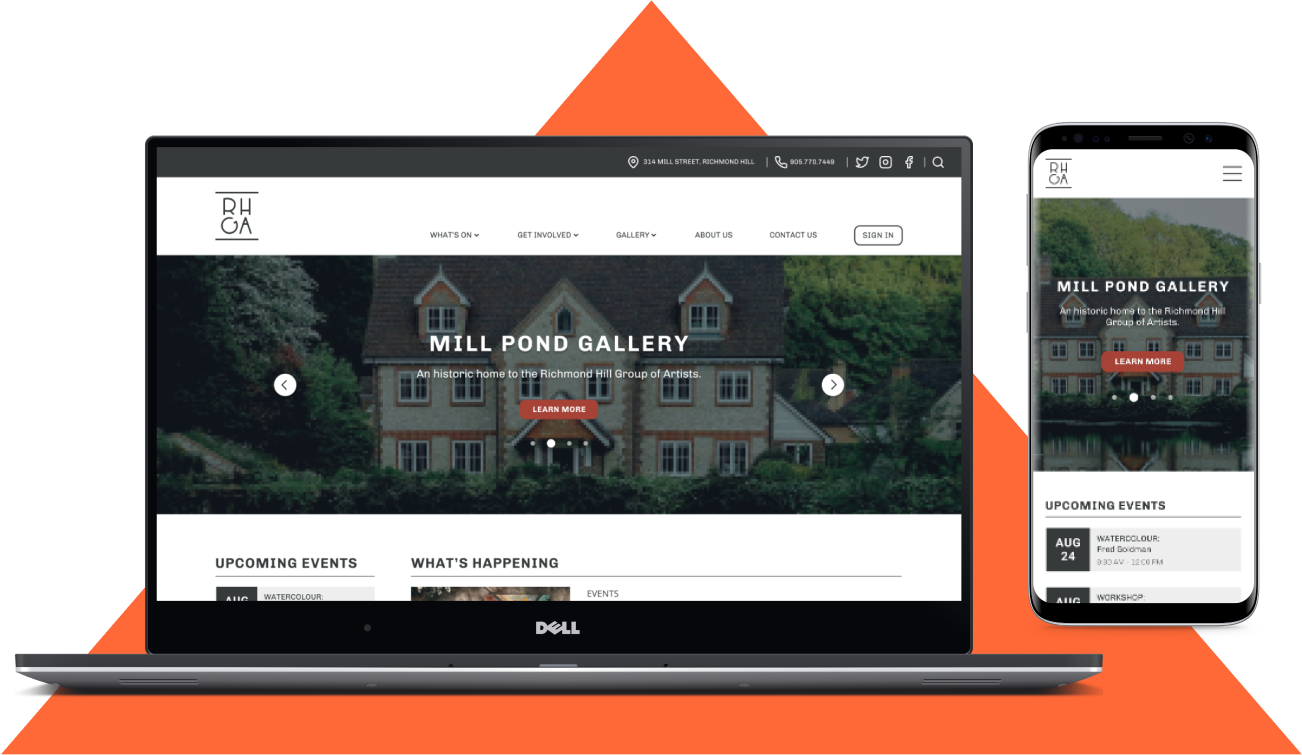 314 MILL STREET, RICHMOND HILL | 905.770.7449
RH
GA
WHAT'S ON GET INVOLVED GALLERY ABOUT US CONTACT US SIGN IN
MILL POND GALLERY
An historic home to the Richmond Hill Group of Artists.
LEARN MORE
UPCOMING EVENTS
WHAT'S HAPPENING
AUG
WATERCOLOUR:
EVENTS
DELL
RH
GA
MILL POND GALLERY
An historic home to the Richmond Hill
Group of Artists.
LEARN MORE
UPCOMING EVENTS
AUG
24
WATERCOLOUR:
Fred Goldman
9:30 AM - 12:00 PM
AUG
WORKSHOP: